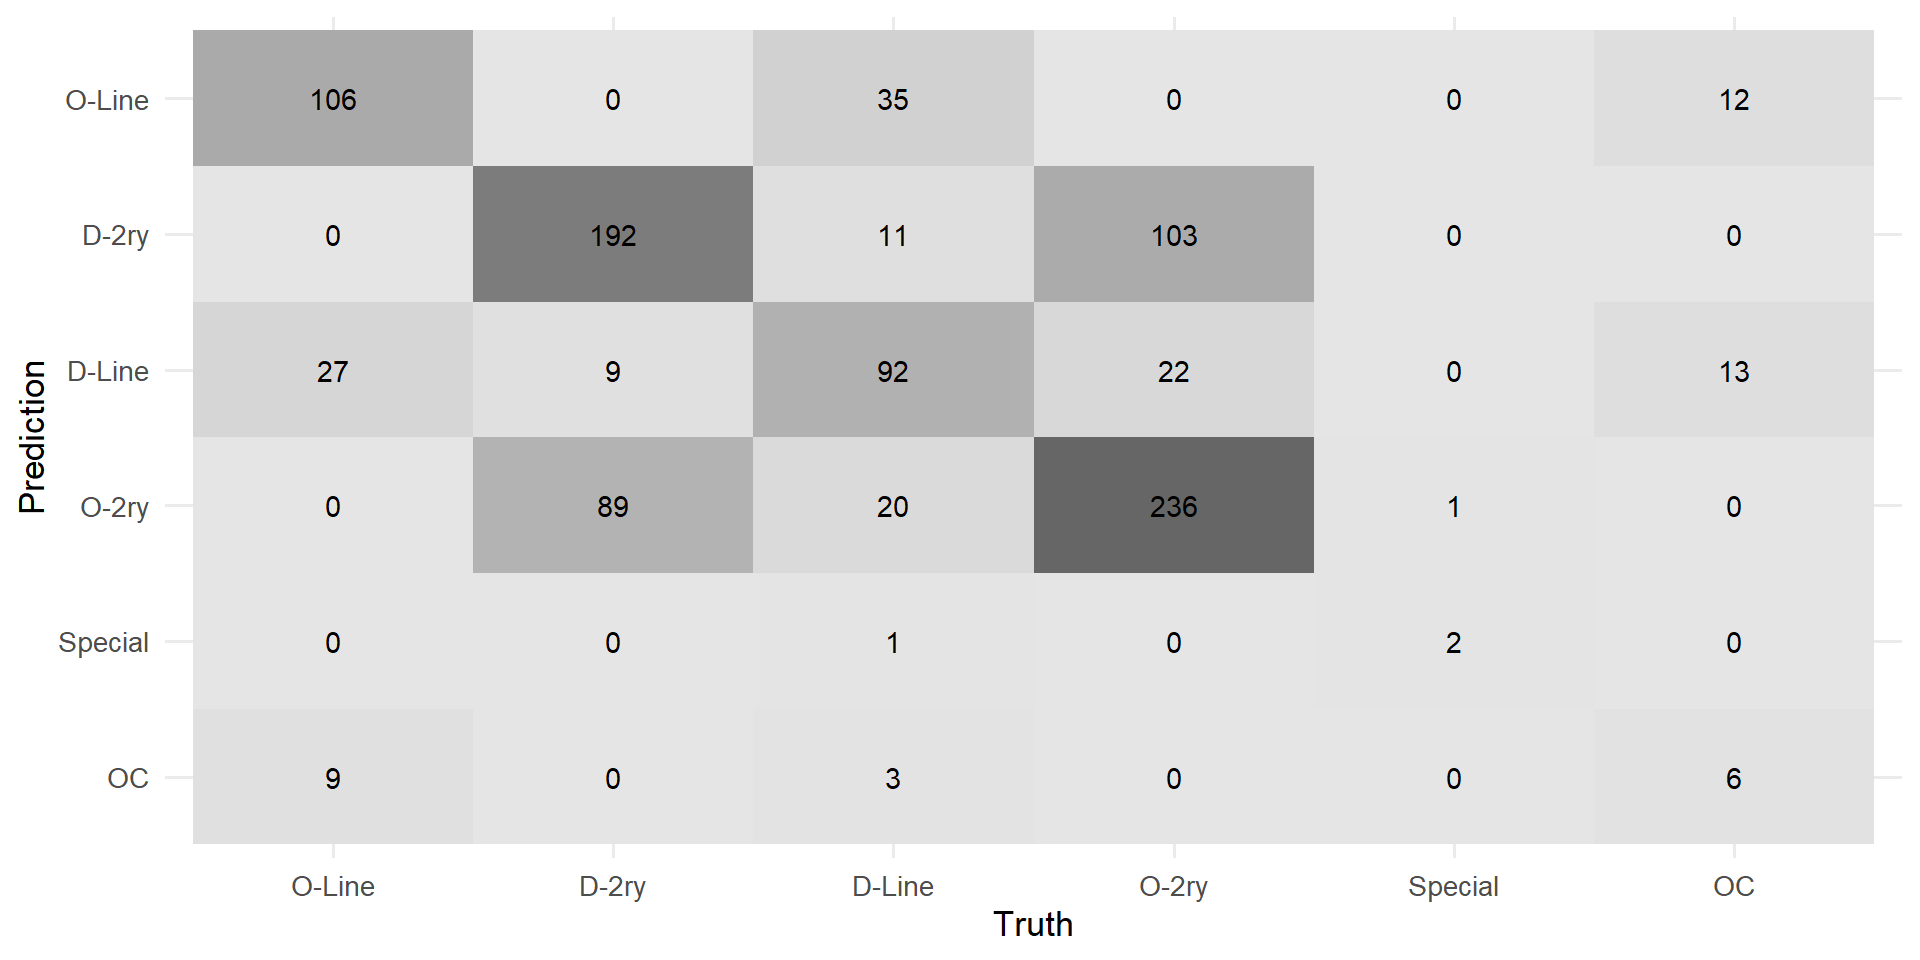 O-Line 106 0 35 0 0 12
D-2ry 0 192 11 103 0 0
D-Line 27 9 92 22 0 13
O-2ry 0 89 20 236 1 0
Special 0 0 1 0 2 0
OC 9 0 3 0 0 6
O-Line D-2ry D-Line O-2ry Special OC
Truth
Prediction